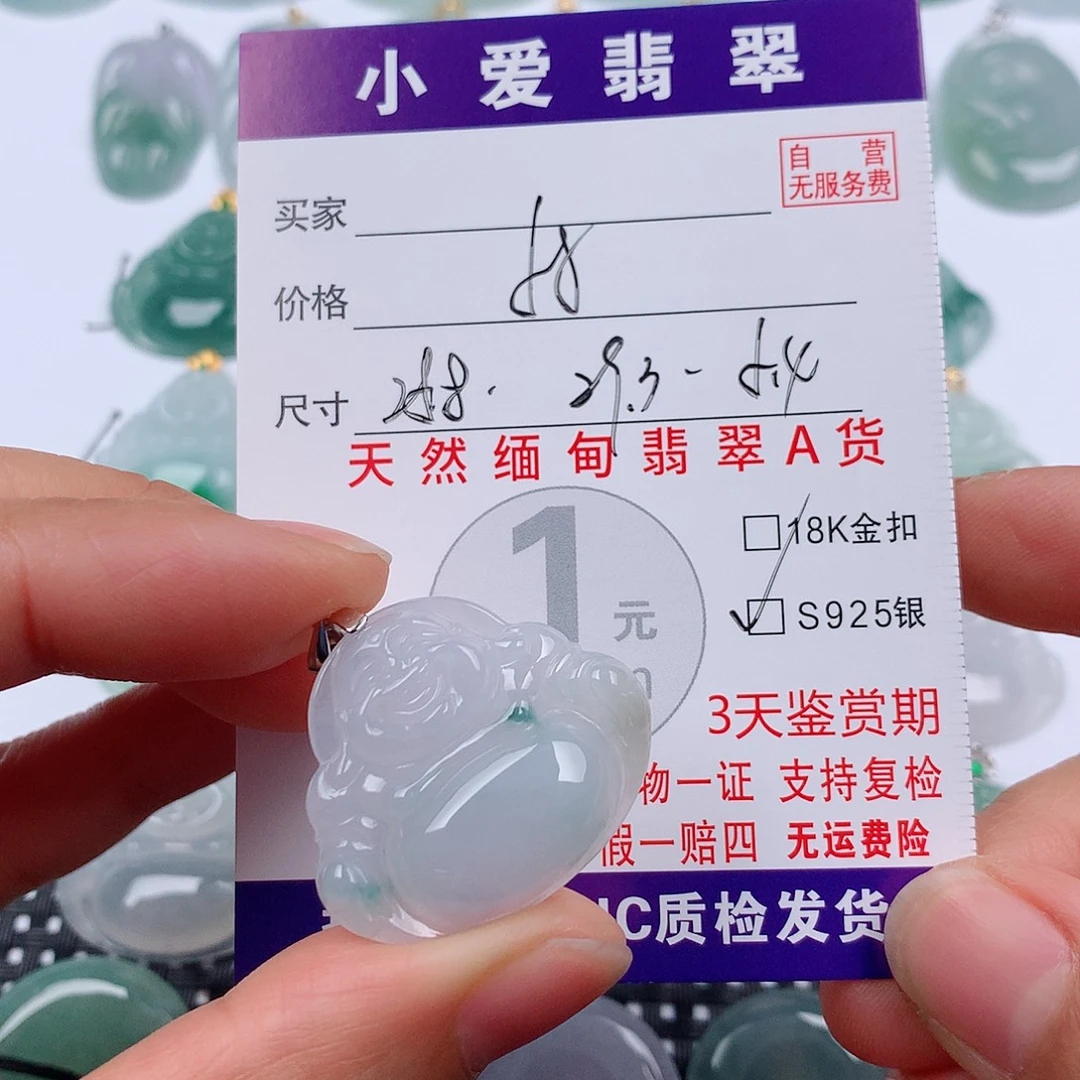 小爱翡翠
自营
无服务费
买家
价格
尺寸 29.3-
天然缅甸翡翠A货
1元
18K金扣
S925银
3天鉴赏期
物一证 支持复检
假一赔四 无运费险
IC质检发货